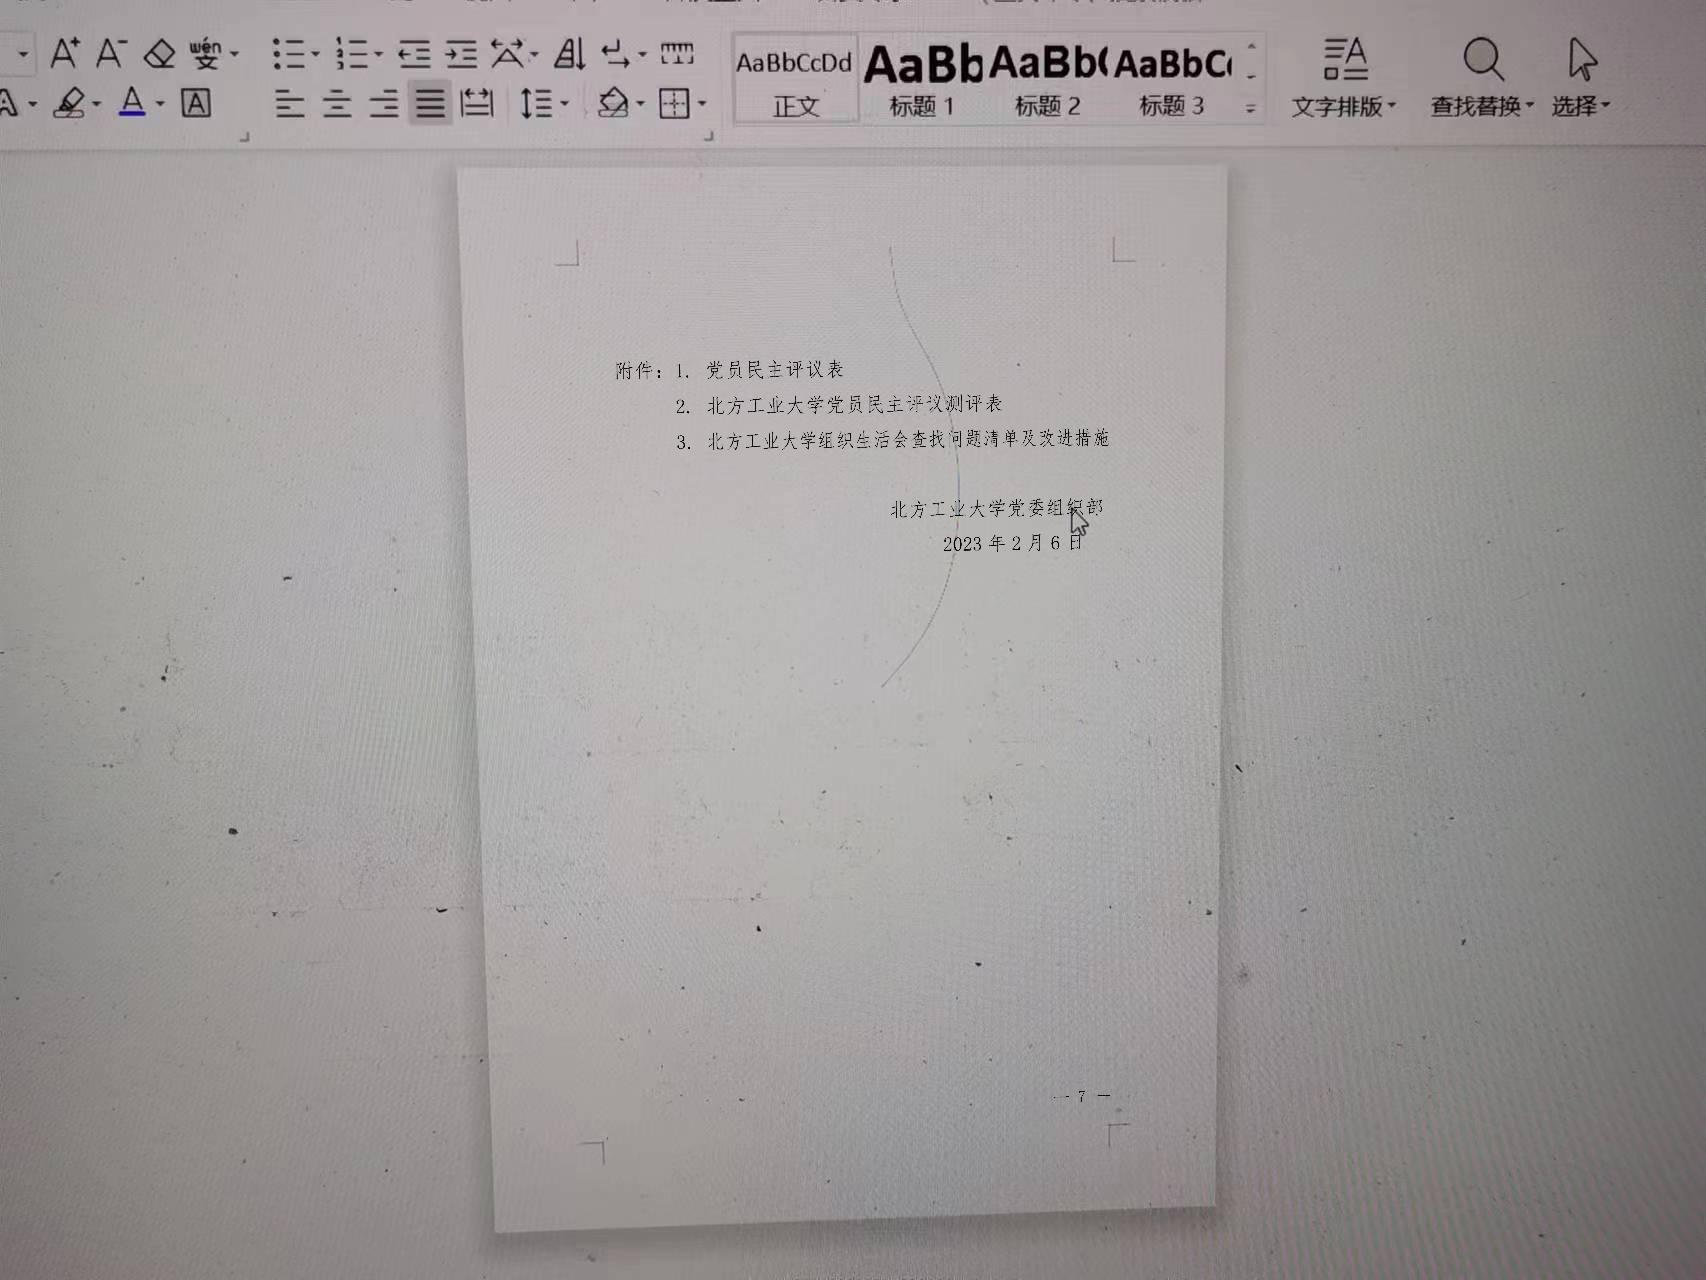 wén
变
AaBbCcDd AaBb AaBb( AaBbC
正文 标题 1 标题 2 标题 3 文字排版 查找替换 选择
附件：1. 党员民主评议表
2. 北方工业大学党员民主评议测评表
3. 北方工业大学组织生活会查找问题清单及改进措施
北方工业大学党委组织部
2023 年 2 月 6 日
— 7 —